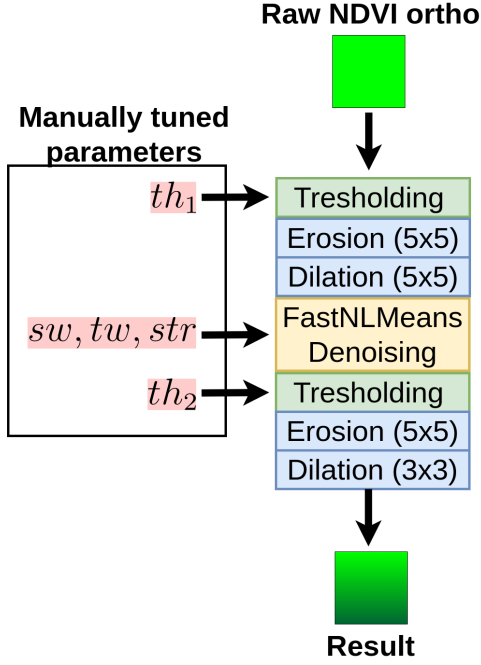 Raw NDVI ortho
Manually tuned
parameters
th₁
Tresholding
Erosion (5x5)
Dilation (5x5)
sw, tw, str
FastNLMeans
Denoising
th₂
Tresholding
Erosion (5x5)
Dilation (3x3)
Result